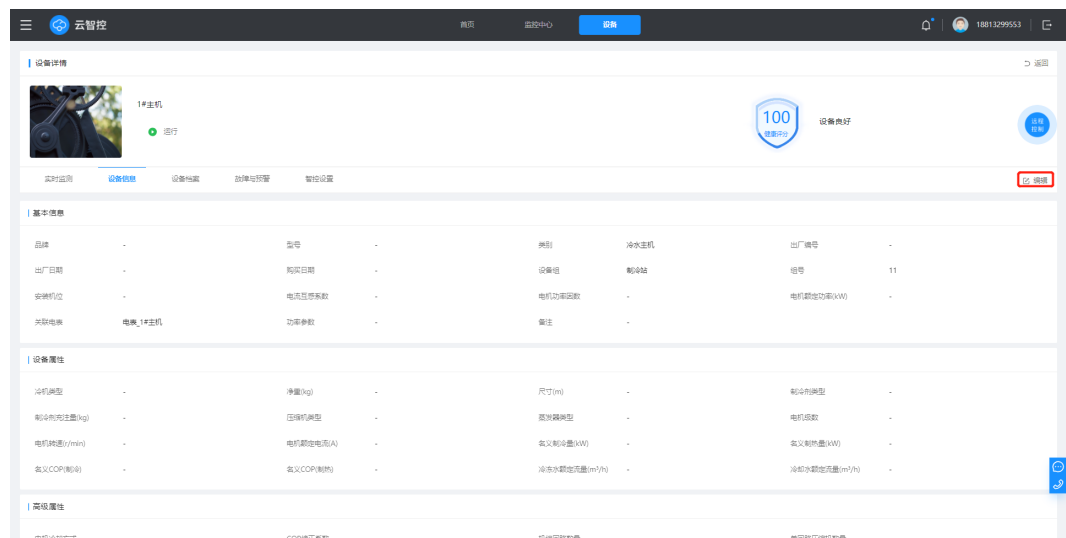 云智控 首页 监控中心 设备 18813299553
设备详情 返回
1#主机
运行
100
健康评分
设备良好
远程
控制
实时监测 设备信息 设备档案 故障与预警 智控设置 编辑
基本信息
品牌 - 型号 - 类别 冷水主机 出厂编号 -
出厂日期 - 购买日期 - 设备组 制冷站 组号 11
安装机位 - 电流互感系数 - 电机功率因数 - 电机额定功率(kW) -
关联电表 电表_1#主机 功率参数 - 备注 -
设备属性
冷机类型 - 净重(kg) - 尺寸(m) - 制冷剂类型 -
制冷剂充注量(kg) - 压缩机类型 - 蒸发器类型 - 电机级数 -
电机转速(r/min) - 电机额定电流(A) - 名义制冷量(kW) - 名义制热量(kW) -
名义COP(制冷) - 名义COP(制热) - 冷冻水额定流量(m³/h) - 冷却水额定流量(m³/h) -
高级属性